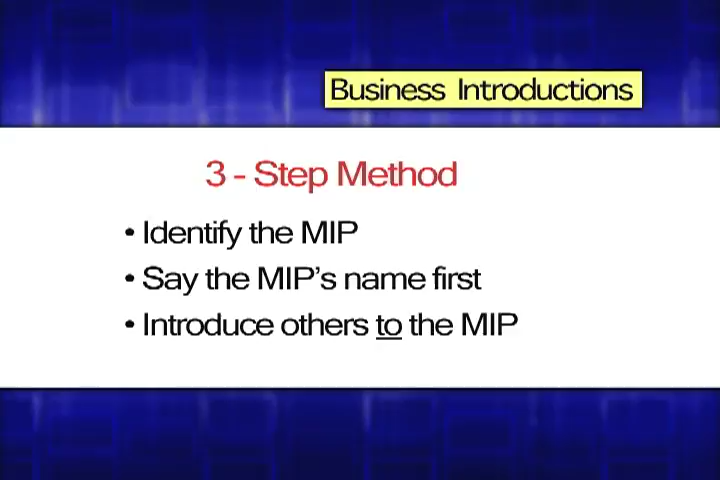 Business Introductions
3 - Step Method
• Identify the MIP
• Say the MIP's name first
• Introduce others to the MIP